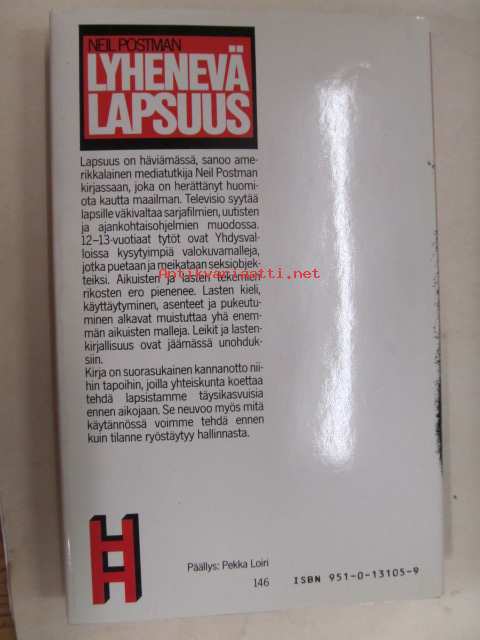 NEIL POSTMAN
LYHENEVÄ
LAPSUUS
Lapsuus on häviämässä, sanoo ame-
rikkalainen mediatutkija Neil Postman
kirjassaan, joka on herättänyt huomi-
ota kautta maailman. Televisio syytää
lapsille väkivaltaa sarjafilmien, uutisten
ja ajankohtaisohjelmien muodossa.
12–13-vuotiaat tytöt ovat Yhdysval-
loissa kysytyimpiä valokuvamalleja,
jotka puetaan ja meikataan seksiobjek-
teiksi. Aikuisten ja lasten tekemien
rikosten ero pienenee. Lasten kieli,
käyttäytyminen, asenteet ja pukeutu-
minen alkavat muistuttaa yhä enem-
män aikuisten malleja. Leikit ja lasten-
kirjallisuus ovat jäämässä unohduk-
siin.
Kirja on suorasukainen kannanotto nii-
hin tapoihin, joilla yhteiskunta koettaa
tehdä lapsistamme täysikasvuisia
ennen aikojaan. Se neuvoo myös mitä
käytännössä voimme tehdä ennen
kuin tilanne ryöstäytyy hallinnasta.
Antikvariaatti.net
Päällys: Pekka Loiri
146
ISBN 951-0-13105-9